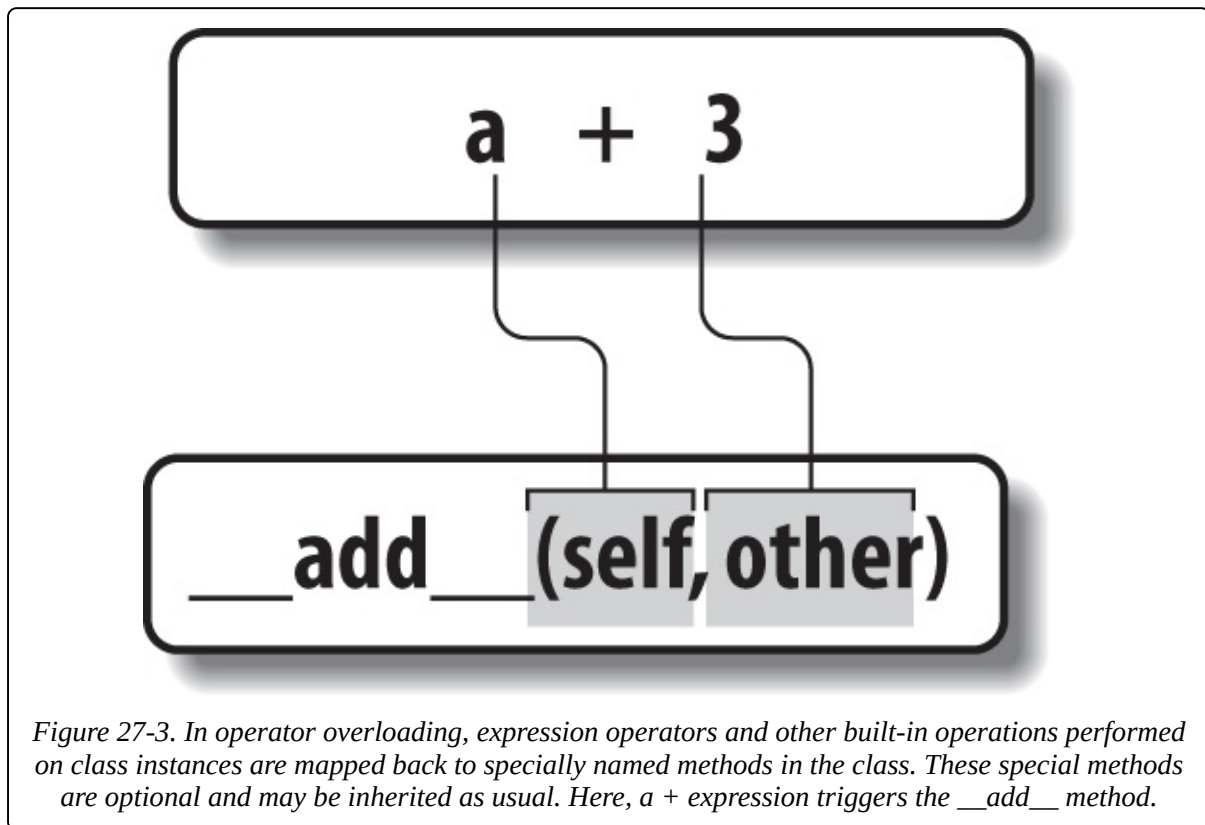 a + 3
__add__(self, other)
Figure 27-3. In operator overloading, expression operators and other built-in operations performed
on class instances are mapped back to specially named methods in the class. These special methods
are optional and may be inherited as usual. Here, a + expression triggers the __add__ method.